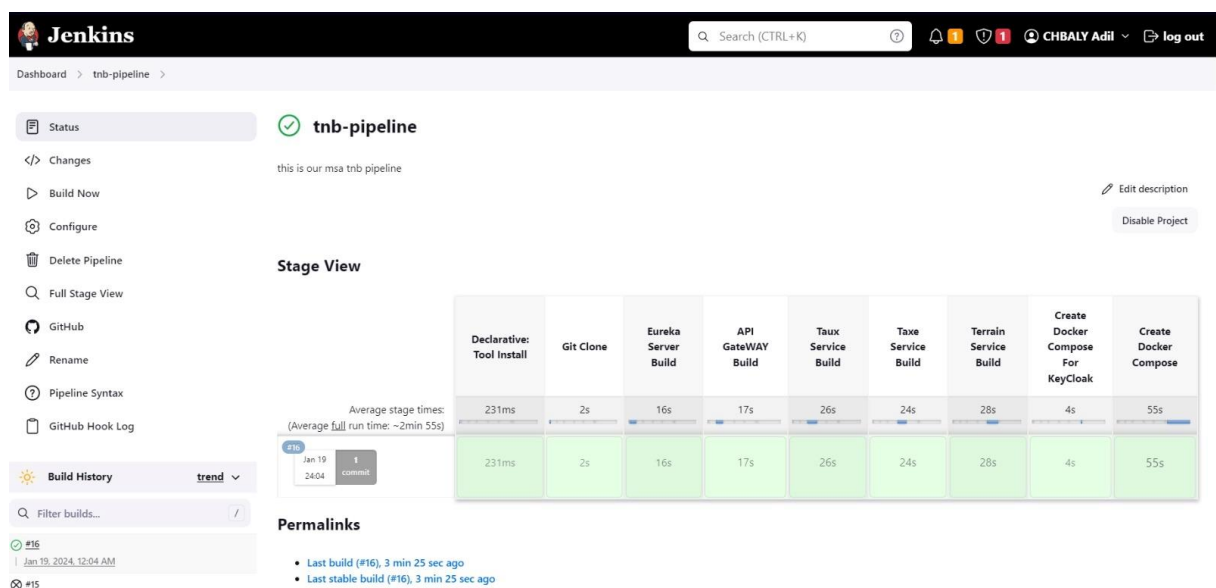 Jenkins
Search (CTRL+K)
1
1
CHBALY Adil
log out
Dashboard > tnb-pipeline >
Status
Changes
Build Now
Configure
Delete Pipeline
Full Stage View
GitHub
Rename
Pipeline Syntax
GitHub Hook Log
Build History
trend
Filter builds...
/
#16
Jan 19, 2024, 12:04 AM
#15
tnb-pipeline
this is our msa tnb pipeline
Edit description
Disable Project
Stage View
Declarative:
Tool Install
Git Clone
Eureka
Server
Build
API
GateWAY
Build
Taux
Service
Build
Taxe
Service
Build
Terrain
Service
Build
Create
Docker
Compose
For
KeyCloak
Create
Docker
Compose
Average stage times:
(Average full run time: ~2min 55s)
231ms 2s 16s 17s 26s 24s 28s 4s 55s
#16
Jan 19
24:04
1
commit
231ms 2s 16s 17s 26s 24s 28s 4s 55s
Permalinks
Last build (#16), 3 min 25 sec ago
Last stable build (#16), 3 min 25 sec ago